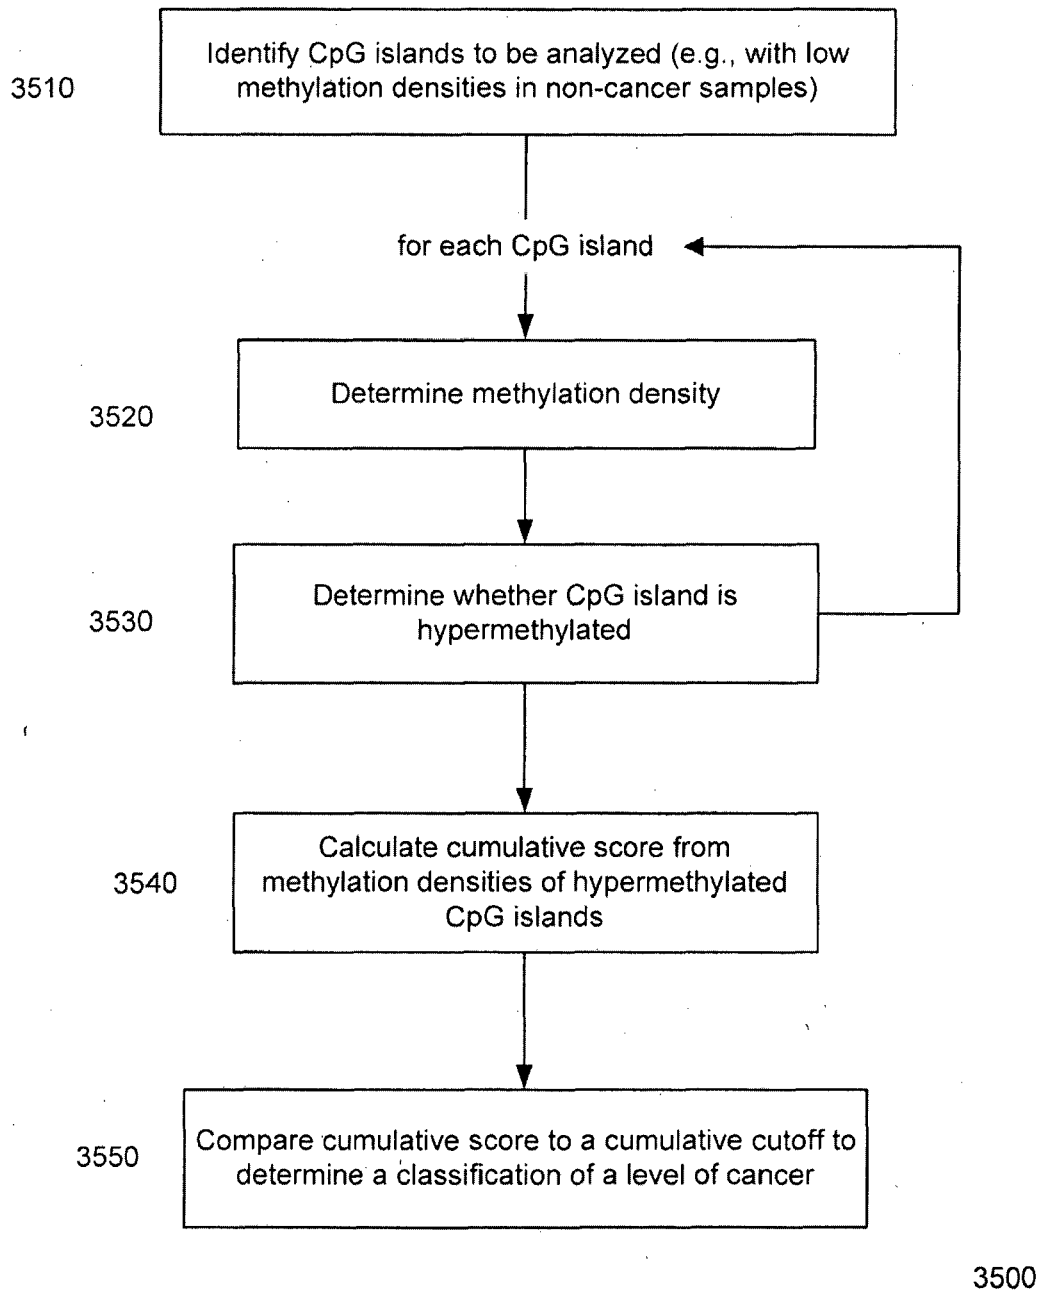 Identify CpG islands to be analyzed (e.g., with low
methylation densities in non-cancer samples)
3510
for each CpG island
Determine methylation density
3520
Determine whether CpG island is
hypermethylated
3530
Calculate cumulative score from
methylation densities of hypermethylated
CpG islands
3540
Compare cumulative score to a cumulative cutoff to
determine a classification of a level of cancer
3550
3500